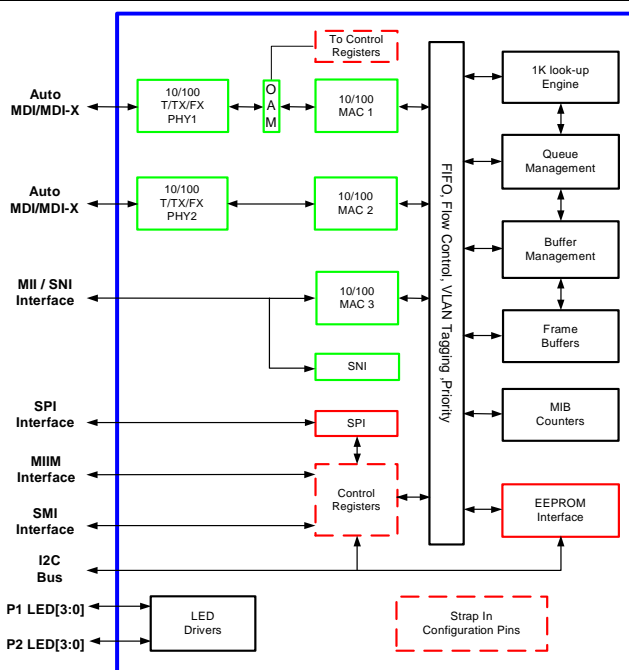 To Control
Registers
Auto
MDI/MDI-X
10/100
T/TX/FX
PHY1
O
A
M
10/100
MAC 1
1K look-up
Engine
Auto
MDI/MDI-X
10/100
T/TX/FX
PHY2
10/100
MAC 2
Queue
Management
FIFO, Flow Control, VLAN Tagging ,Priority
Buffer
Management
MII / SNI
Interface
10/100
MAC 3
Frame
Buffers
SNI
SPI
Interface
SPI
MIB
Counters
MIIM
Interface
Control
Registers
EEPROM
Interface
SMI
Interface
I2C
Bus
P1 LED[3:0]
P2 LED[3:0]
LED
Drivers
Strap In
Configuration Pins